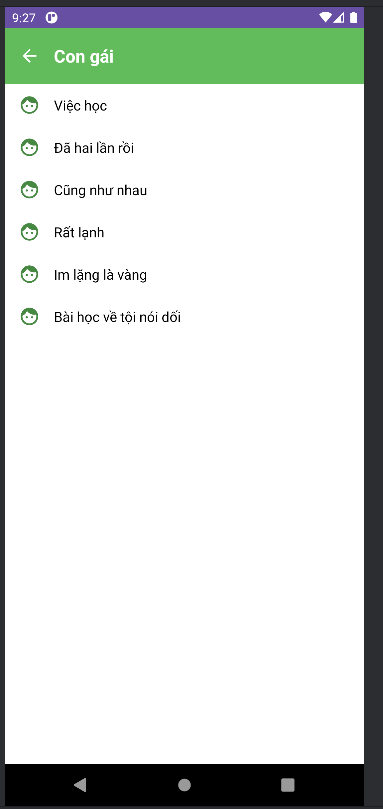 9:27
Con gái
Việc học
Đã hai lần rồi
Cũng như nhau
Rất lạnh
Im lặng là vàng
Bài học về tội nói dối